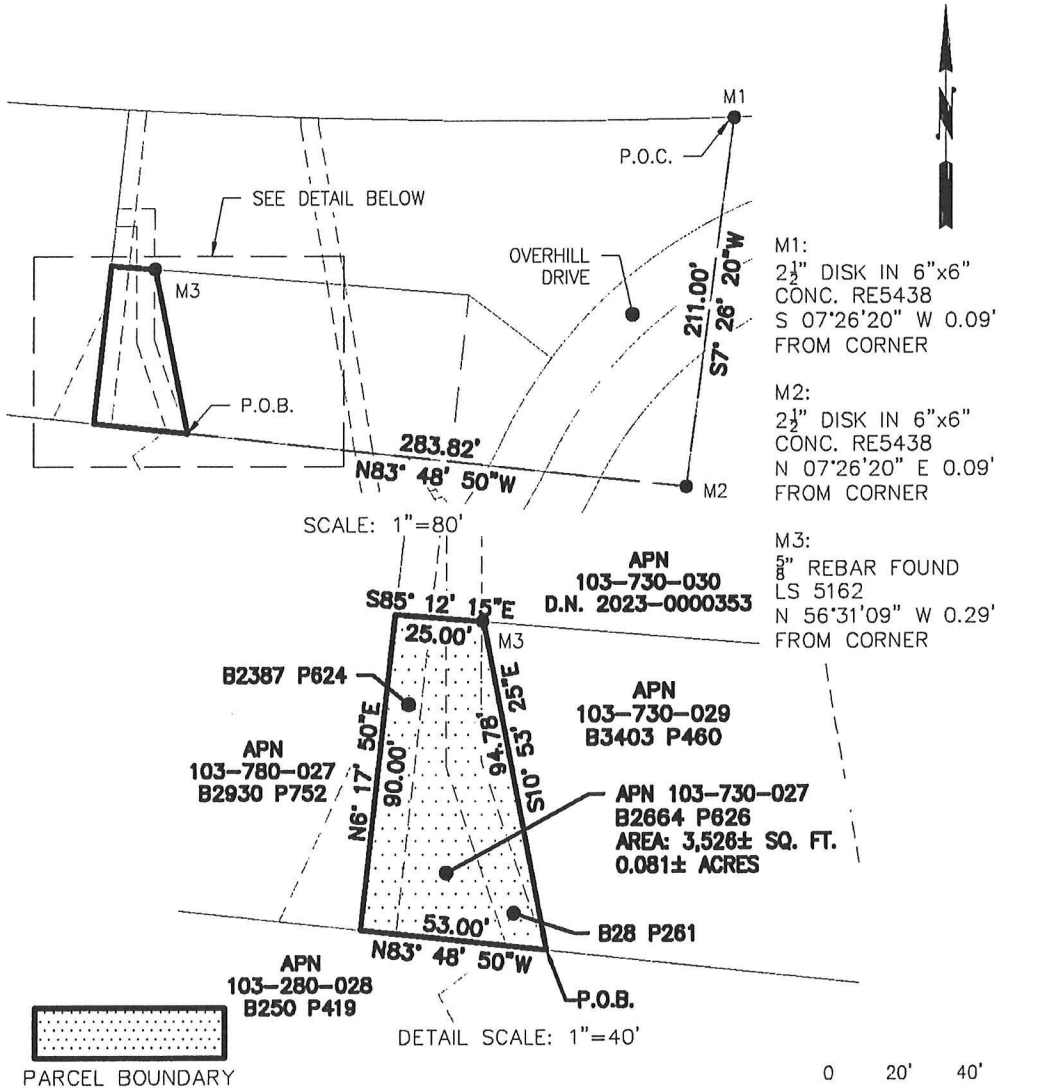 M1
P.O.C.
SEE DETAIL BELOW
OVERHILL
DRIVE
211.00'
S7° 26' 20"W
M3
P.O.B.
283.82'
N83° 48' 50"W
M2
SCALE: 1"=80'
N
M1:
2½" DISK IN 6"x6"
CONC. RE5438
S 07°26'20" W 0.09'
FROM CORNER
M2:
2½" DISK IN 6"x6"
CONC. RE5438
N 07°26'20" E 0.09'
FROM CORNER
M3:
⅝" REBAR FOUND
LS 5162
N 56°31'09" W 0.29'
FROM CORNER
APN
103-730-030
D.N. 2023-0000353
S85° 12' 15"E
25.00'
M3
B2387 P624
APN
103-780-027
B2930 P752
N6° 17' 50"E
90.00'
94.78'
S10° 53' 25"E
APN
103-730-029
B3403 P460
APN 103-730-027
B2664 P626
AREA: 3,526± SQ. FT.
0.081± ACRES
53.00'
N83° 48' 50"W
B28 P261
APN
103-280-028
B250 P419
P.O.B.
DETAIL SCALE: 1"=40'
PARCEL BOUNDARY
0 20' 40'